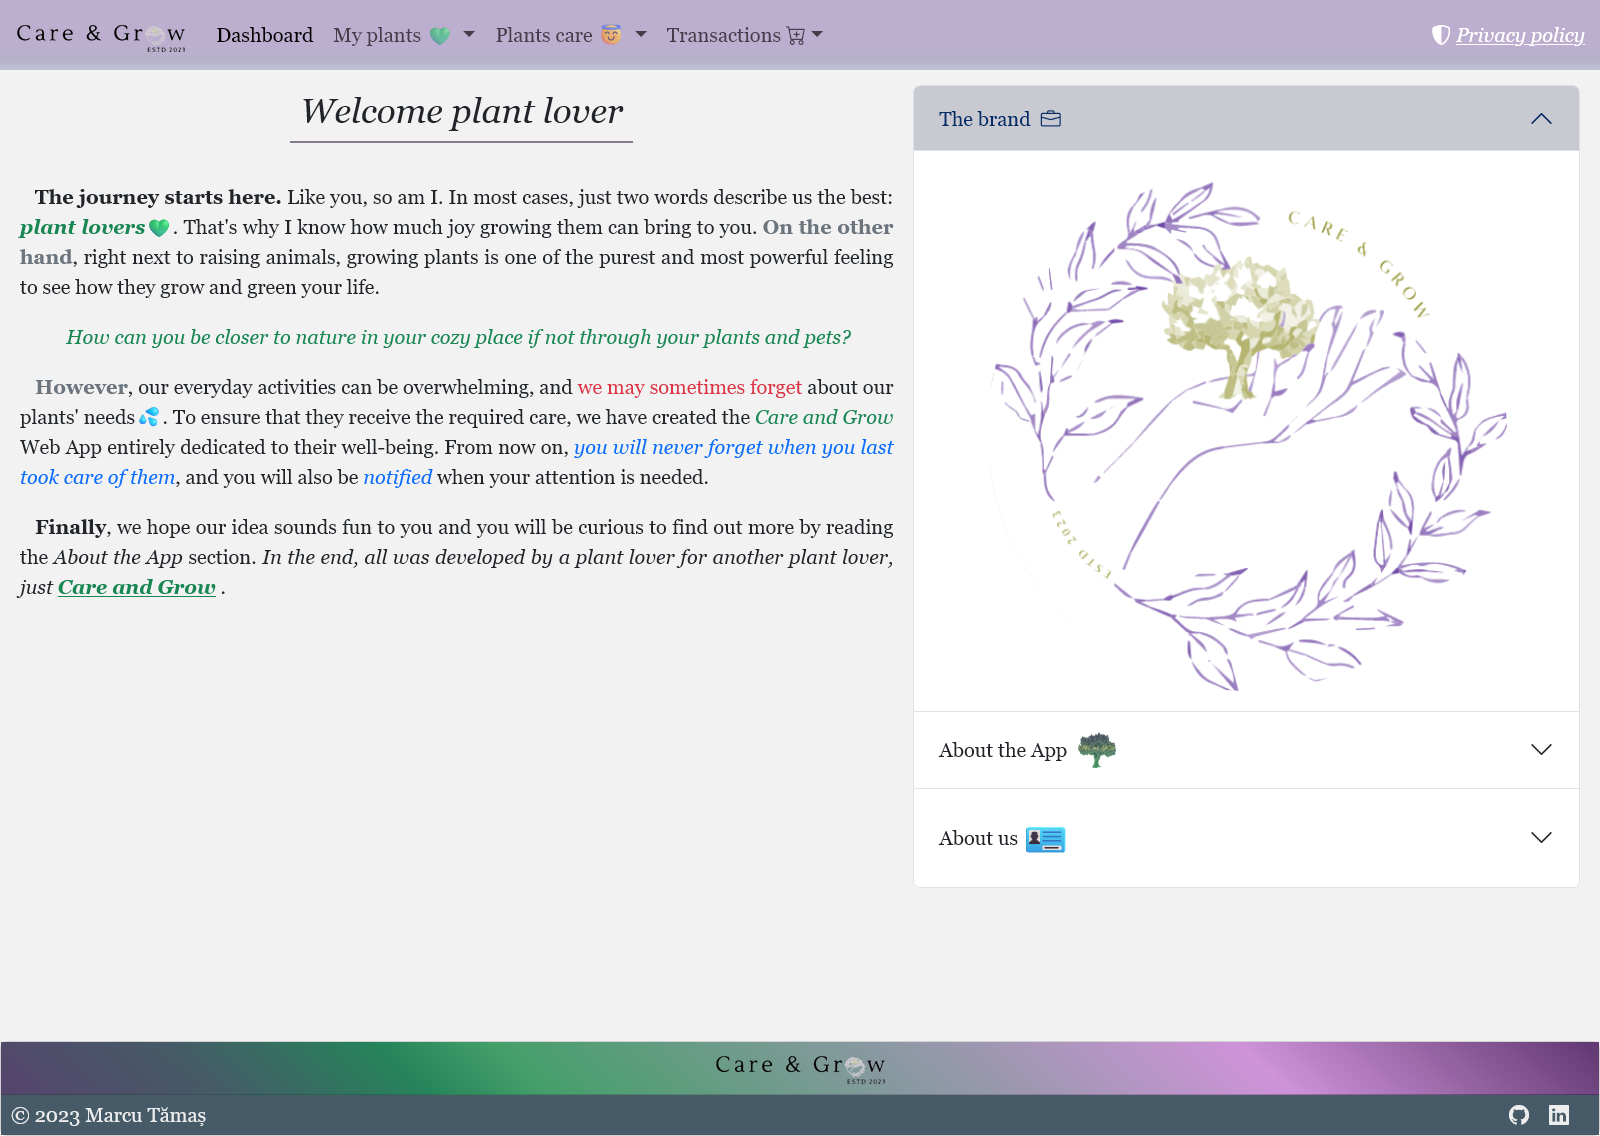 Care & Grow
ESTD 2023
Dashboard
My plants
Plants care
Transactions
Privacy policy
Welcome plant lover
The journey starts here. Like you, so am I. In most cases, just two words describe us the best:
plant lovers. That's why I know how much joy growing them can bring to you. On the other
hand, right next to raising animals, growing plants is one of the purest and most powerful feeling
to see how they grow and green your life.
How can you be closer to nature in your cozy place if not through your plants and pets?
However, our everyday activities can be overwhelming, and we may sometimes forget about our
plants' needs. To ensure that they receive the required care, we have created the Care and Grow
Web App entirely dedicated to their well-being. From now on, you will never forget when you last
took care of them, and you will also be notified when your attention is needed.
Finally, we hope our idea sounds fun to you and you will be curious to find out more by reading
the About the App section. In the end, all was developed by a plant lover for another plant lover,
just Care and Grow .
The brand
CARE & GROW
ESTD 2023
About the App
About us
Care & Grow
ESTD 2023
© 2023 Marcu Tămaș